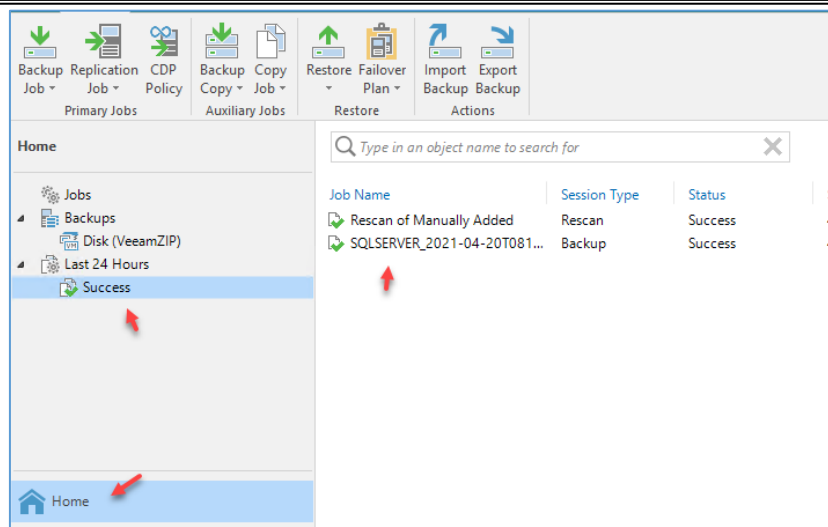 Backup Replication CDP Backup Copy Restore Failover Import Export
Job Job Policy Copy Job Plan Backup Backup
Primary Jobs Auxiliary Jobs Restore Actions
Home
Type in an object name to search for
Jobs
Backups
Disk (VeeamZIP)
Last 24 Hours
Success
Job Name Session Type Status
Rescan of Manually Added Rescan Success
SQLSERVER_2021-04-20T081... Backup Success
Home